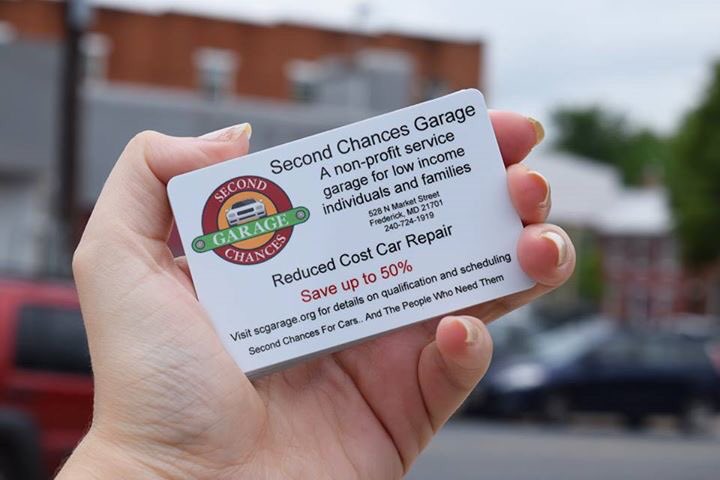 Second Chances Garage
A non-profit service
garage for low income
individuals and families
528 N Market Street
Frederick, MD 21701
240-724-1919
SECOND
GARAGE
CHANCES
Reduced Cost Car Repair
Save up to 50%
Visit scgarage.org for details on qualification and scheduling
Second Chances For Cars.. And The People Who Need Them